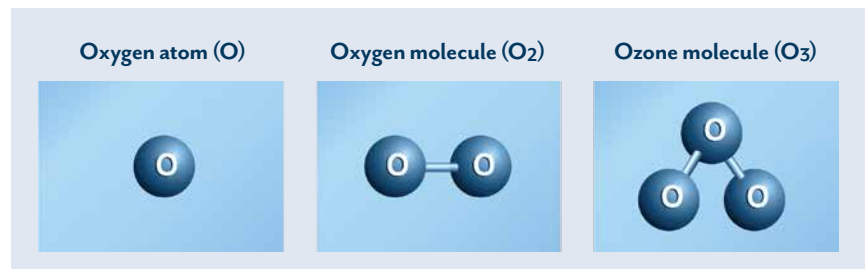 Oxygen atom (O)
Oxygen molecule (O2)
Ozone molecule (O3)
O
O O
O
O O